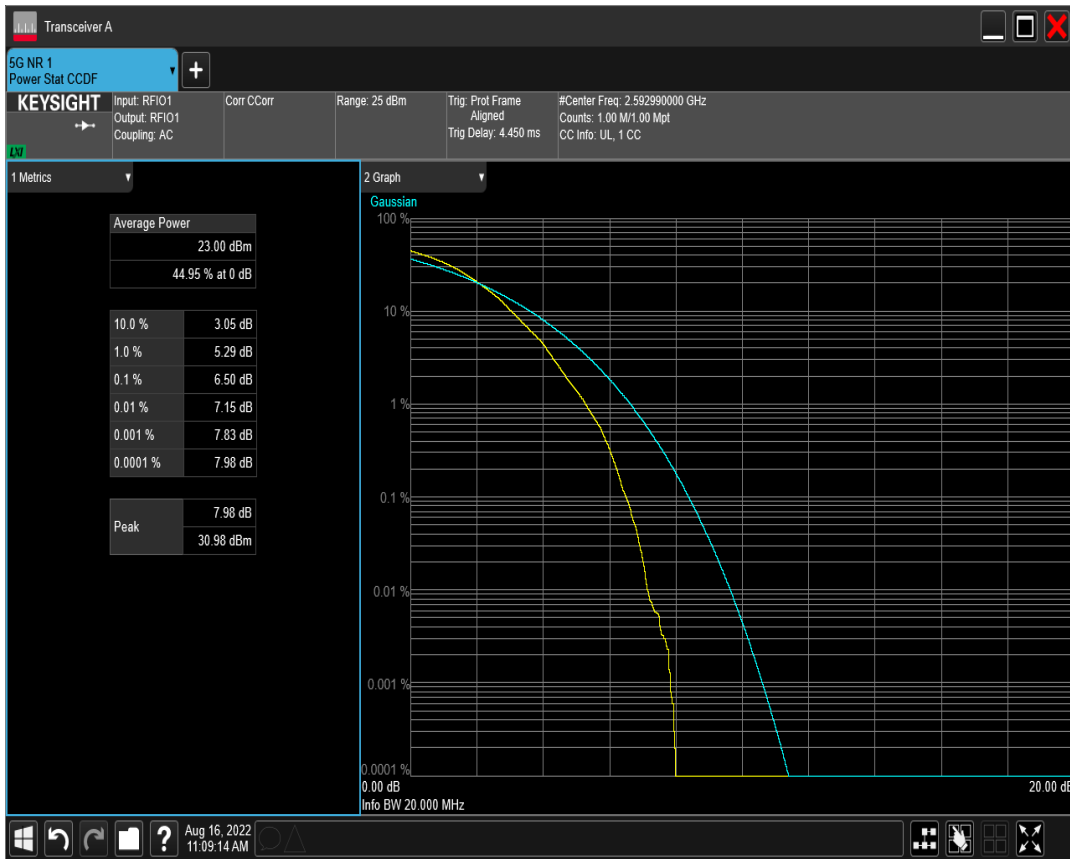 Transceiver A
5G NR 1
Power Stat CCDF
+
KEYSIGHT
LXI
Input: RFIO1
Output: RFIO1
Coupling: AC
Corr CCorr
Range: 25 dBm
Trig: Prot Frame
Aligned
Trig Delay: 4.450 ms
#Center Freq: 2.592990000 GHz
Counts: 1.00 M/1.00 Mpt
CC Info: UL, 1 CC
1 Metrics
Average Power
23.00 dBm
44.95 % at 0 dB
10.0 % 3.05 dB
1.0 % 5.29 dB
0.1 % 6.50 dB
0.01 % 7.15 dB
0.001 % 7.83 dB
0.0001 % 7.98 dB
Peak
7.98 dB
30.98 dBm
2 Graph
Gaussian
100 %
10 %
1 %
0.1 %
0.01 %
0.001 %
0.0001 %
0.00 dB 20.00 dB
Info BW 20.000 MHz
?
Aug 16, 2022
11:09:14 AM